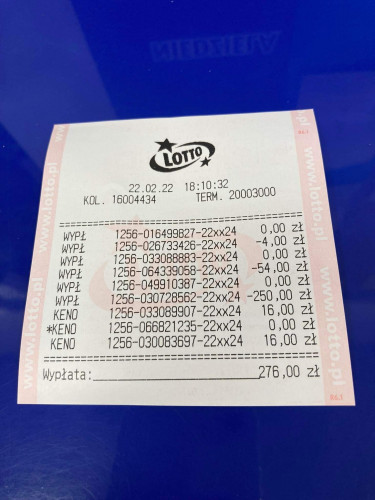 NIEDZIELA
LOTTO
22.02.22 18:10:32
KOL. 16004434 TERM. 20003000
WYPŁ 1256-016499827-22xx24 0,00 zł
WYPŁ 1256-026733426-22xx24 -4,00 zł
WYPŁ 1256-033088883-22xx24 0,00 zł
WYPŁ 1256-064339058-22xx24 -54,00 zł
WYPŁ 1256-049910387-22xx24 0,00 zł
WYPŁ 1256-030728562-22xx24 -250,00 zł
KENO 1256-033089907-22xx24 16,00 zł
*KENO 1256-066821235-22xx24 0,00 zł
KENO 1256-030083697-22xx24 16,00 zł
Wypłata: 276,00 zł
www.lotto.pl
www.lotto.pl